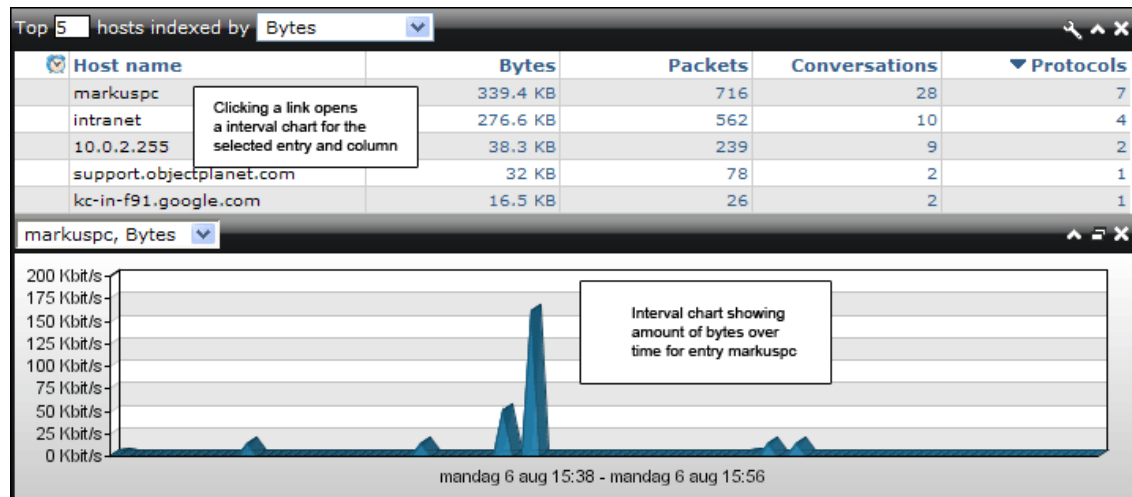 Top 5 hosts indexed by Bytes
Host name Bytes Packets Conversations Protocols
markuspc 339.4 KB 716 28 7
intranet 276.6 KB 562 10 4
10.0.2.255 38.3 KB 239 9 2
support.objectplanet.com 32 KB 78 2 1
kc-in-f91.google.com 16.5 KB 26 2 1
Clicking a link opens
a interval chart for the
selected entry and column
markuspc, Bytes
200 Kbit/s
175 Kbit/s
150 Kbit/s
125 Kbit/s
100 Kbit/s
75 Kbit/s
50 Kbit/s
25 Kbit/s
0 Kbit/s
Interval chart showing
amount of bytes over
time for entry markuspc
mandag 6 aug 15:38 - mandag 6 aug 15:56